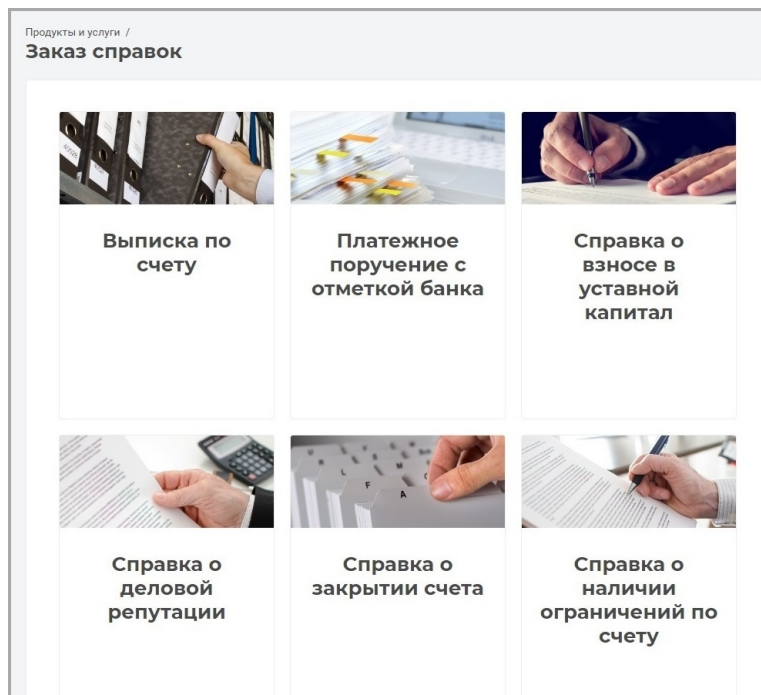 Продукты и услуги /
Заказ справок
Выписка по
счету
Платежное
поручение с
отметкой банка
Справка о
взносе в
уставной
капитал
Справка о
деловой
репутации
Справка о
закрытии счета
Справка о
наличии
ограничений по
счету